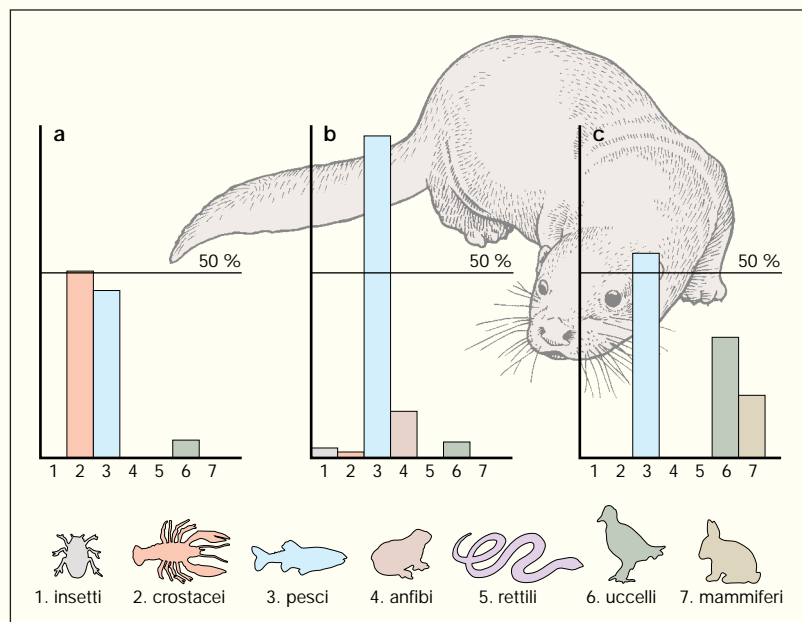 a
b
c
50 %
50 %
50 %
1 2 3 4 5 6 7
1 2 3 4 5 6 7
1 2 3 4 5 6 7
1. insetti
2. crostacei
3. pesci
4. anfibi
5. rettili
6. uccelli
7. mammiferi